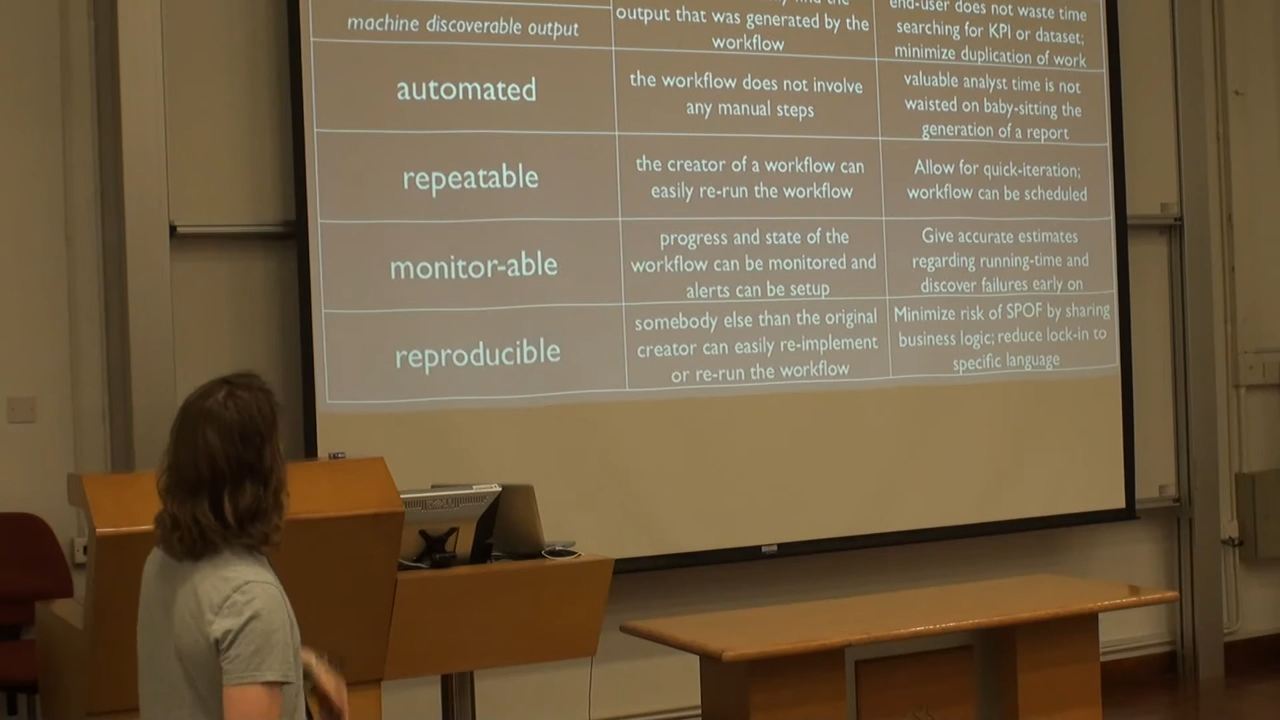 machine discoverable output
output that was generated by the
workflow
end-user does not waste time
searching for KPI or dataset;
minimize duplication of work
automated
the workflow does not involve
any manual steps
valuable analyst time is not
waisted on baby-sitting the
generation of a report
repeatable
the creator of a workflow can
easily re-run the workflow
Allow for quick-iteration;
workflow can be scheduled
monitor-able
progress and state of the
workflow can be monitored and
alerts can be setup
Give accurate estimates
regarding running-time and
discover failures early on
reproducible
somebody else than the original
creator can easily re-implement
or re-run the workflow
Minimize risk of SPOF by sharing
business logic; reduce lock-in to
specific language